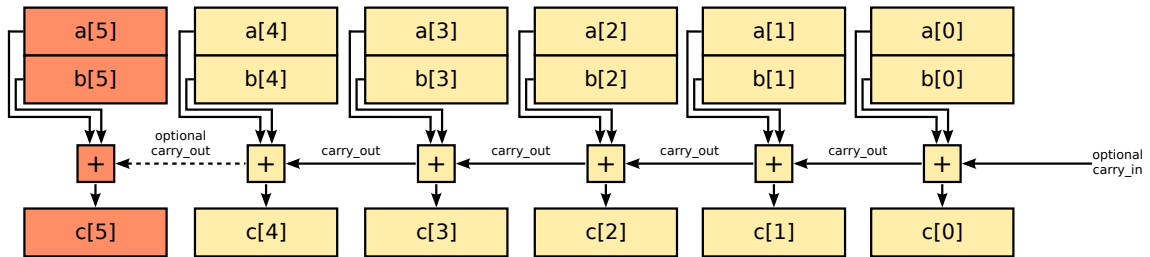 a[5] a[4] a[3] a[2] a[1] a[0]
b[5] b[4] b[3] b[2] b[1] b[0]
optional
carry_out carry_out carry_out carry_out carry_out
optional
carry_in
+ + + + + +
c[5] c[4] c[3] c[2] c[1] c[0]